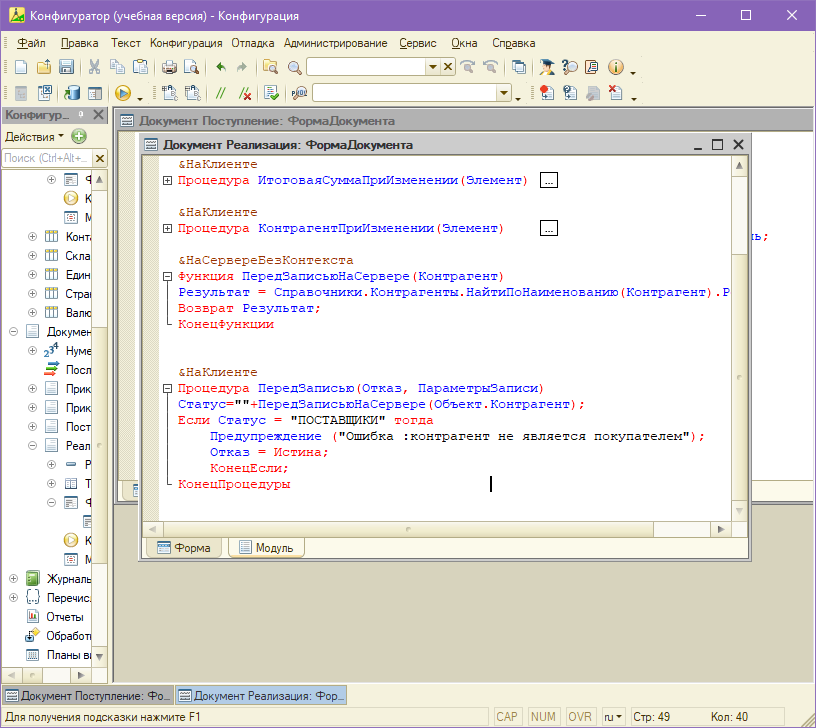 Конфигуратор (учебная версия) - Конфигурация
Файл Правка Текст Конфигурация Отладка Администрирование Сервис Окна Справка
Конфигур...
Действия
Поиск (Ctrl+Alt+...
Ф
К
М
Конта
Скла
Един
Стра
Валю
Докумен
Нуме
Посл
Прик
Прик
Пост
Реал
Р
Т
Ф
К
М
Журналь
Перечис
Отчеты
Обработ
Планы ви
Документ Поступление: ФормаДокумента
ь;
Документ Реализация: ФормаДокумента
&НаКлиенте
Процедура ИтоговаяСуммаПриИзменении(Элемент) ...
&НаКлиенте
Процедура КонтрагентПриИзменении(Элемент) ...
&НаСервереБезКонтекста
Функция ПередЗаписьюНаСервере(Контрагент)
Результат = Справочники.Контрагенты.НайтиПоНаименованию(Контрагент).Р
Возврат Результат;
КонецФункции
&НаКлиенте
Процедура ПередЗаписью(Отказ, ПараметрыЗаписи)
Статус=""+ПередЗаписьюНаСервере(Объект.Контрагент);
Если Статус = "ПОСТАВЩИКИ" тогда
Предупреждение ("Ошибка :контрагент не является покупателем");
Отказ = Истина;
КонецЕсли;
КонецПроцедуры
Форма Модуль
Документ Поступление: Фо... Документ Реализация: Фор...
Для получения подсказки нажмите F1 CAP NUM OVR ru Стр: 49 Кол: 40